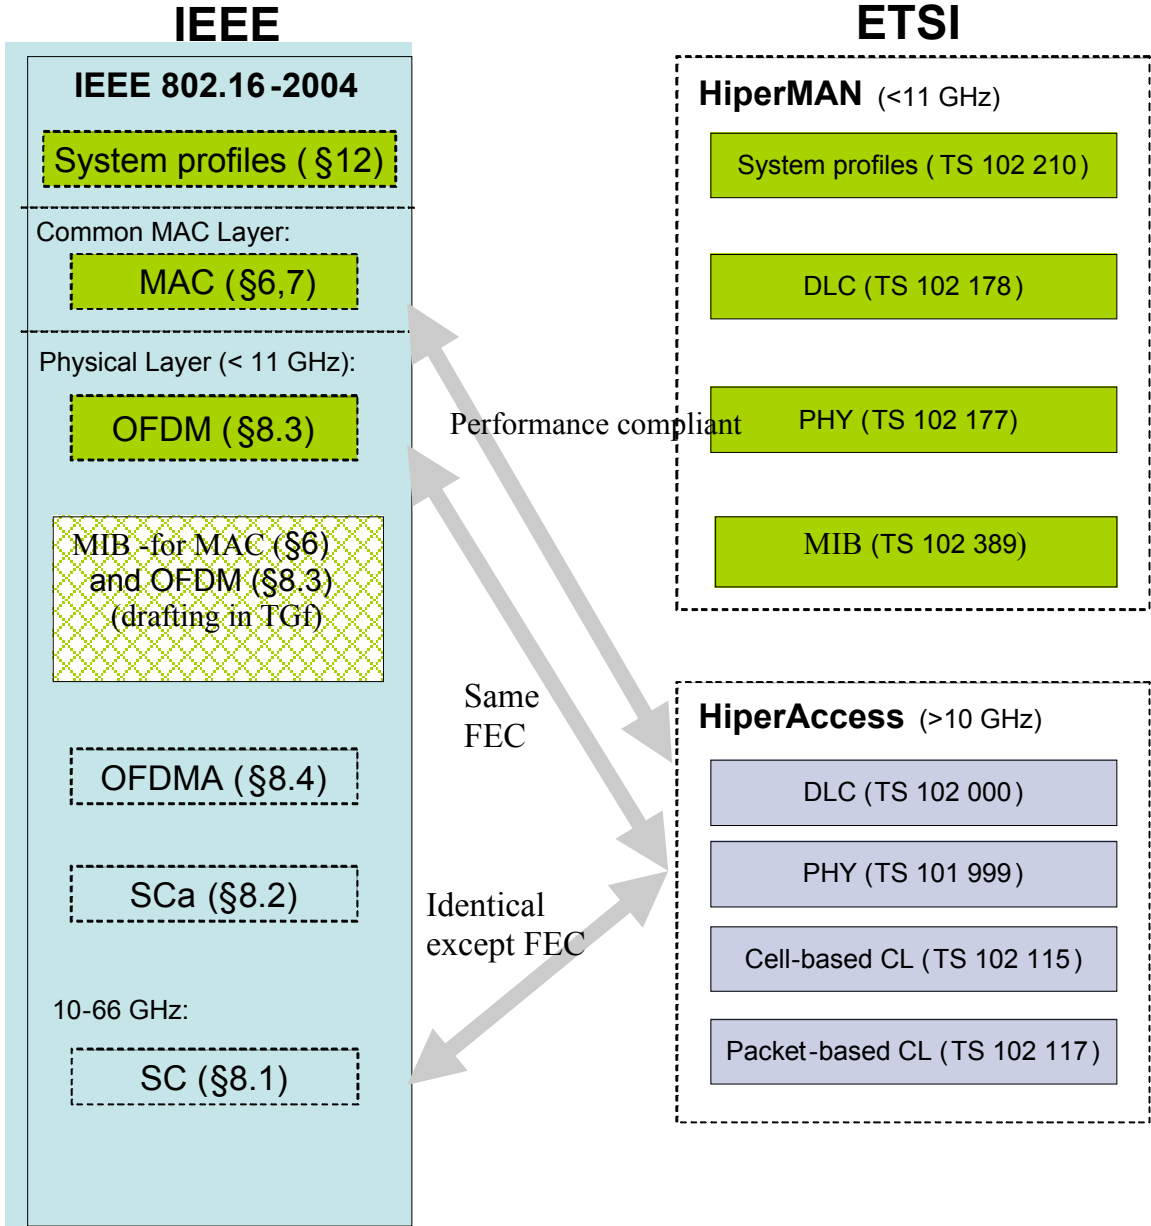 IEEE
IEEE 802.16-2004
System profiles (§12)
Common MAC Layer:
MAC (§6,7)
Physical Layer (< 11 GHz):
OFDM (§8.3)
MIB -for MAC (§6)
and OFDM (§8.3)
(drafting in TGf)
OFDMA (§8.4)
SCa (§8.2)
10-66 GHz:
SC (§8.1)
Performance compliant
Same
FEC
Identical
except FEC
ETSI
HiperMAN (<11 GHz)
System profiles (TS 102 210)
DLC (TS 102 178)
PHY (TS 102 177)
MIB (TS 102 389)
HiperAccess (>10 GHz)
DLC (TS 102 000)
PHY (TS 101 999)
Cell-based CL (TS 102 115)
Packet-based CL (TS 102 117)